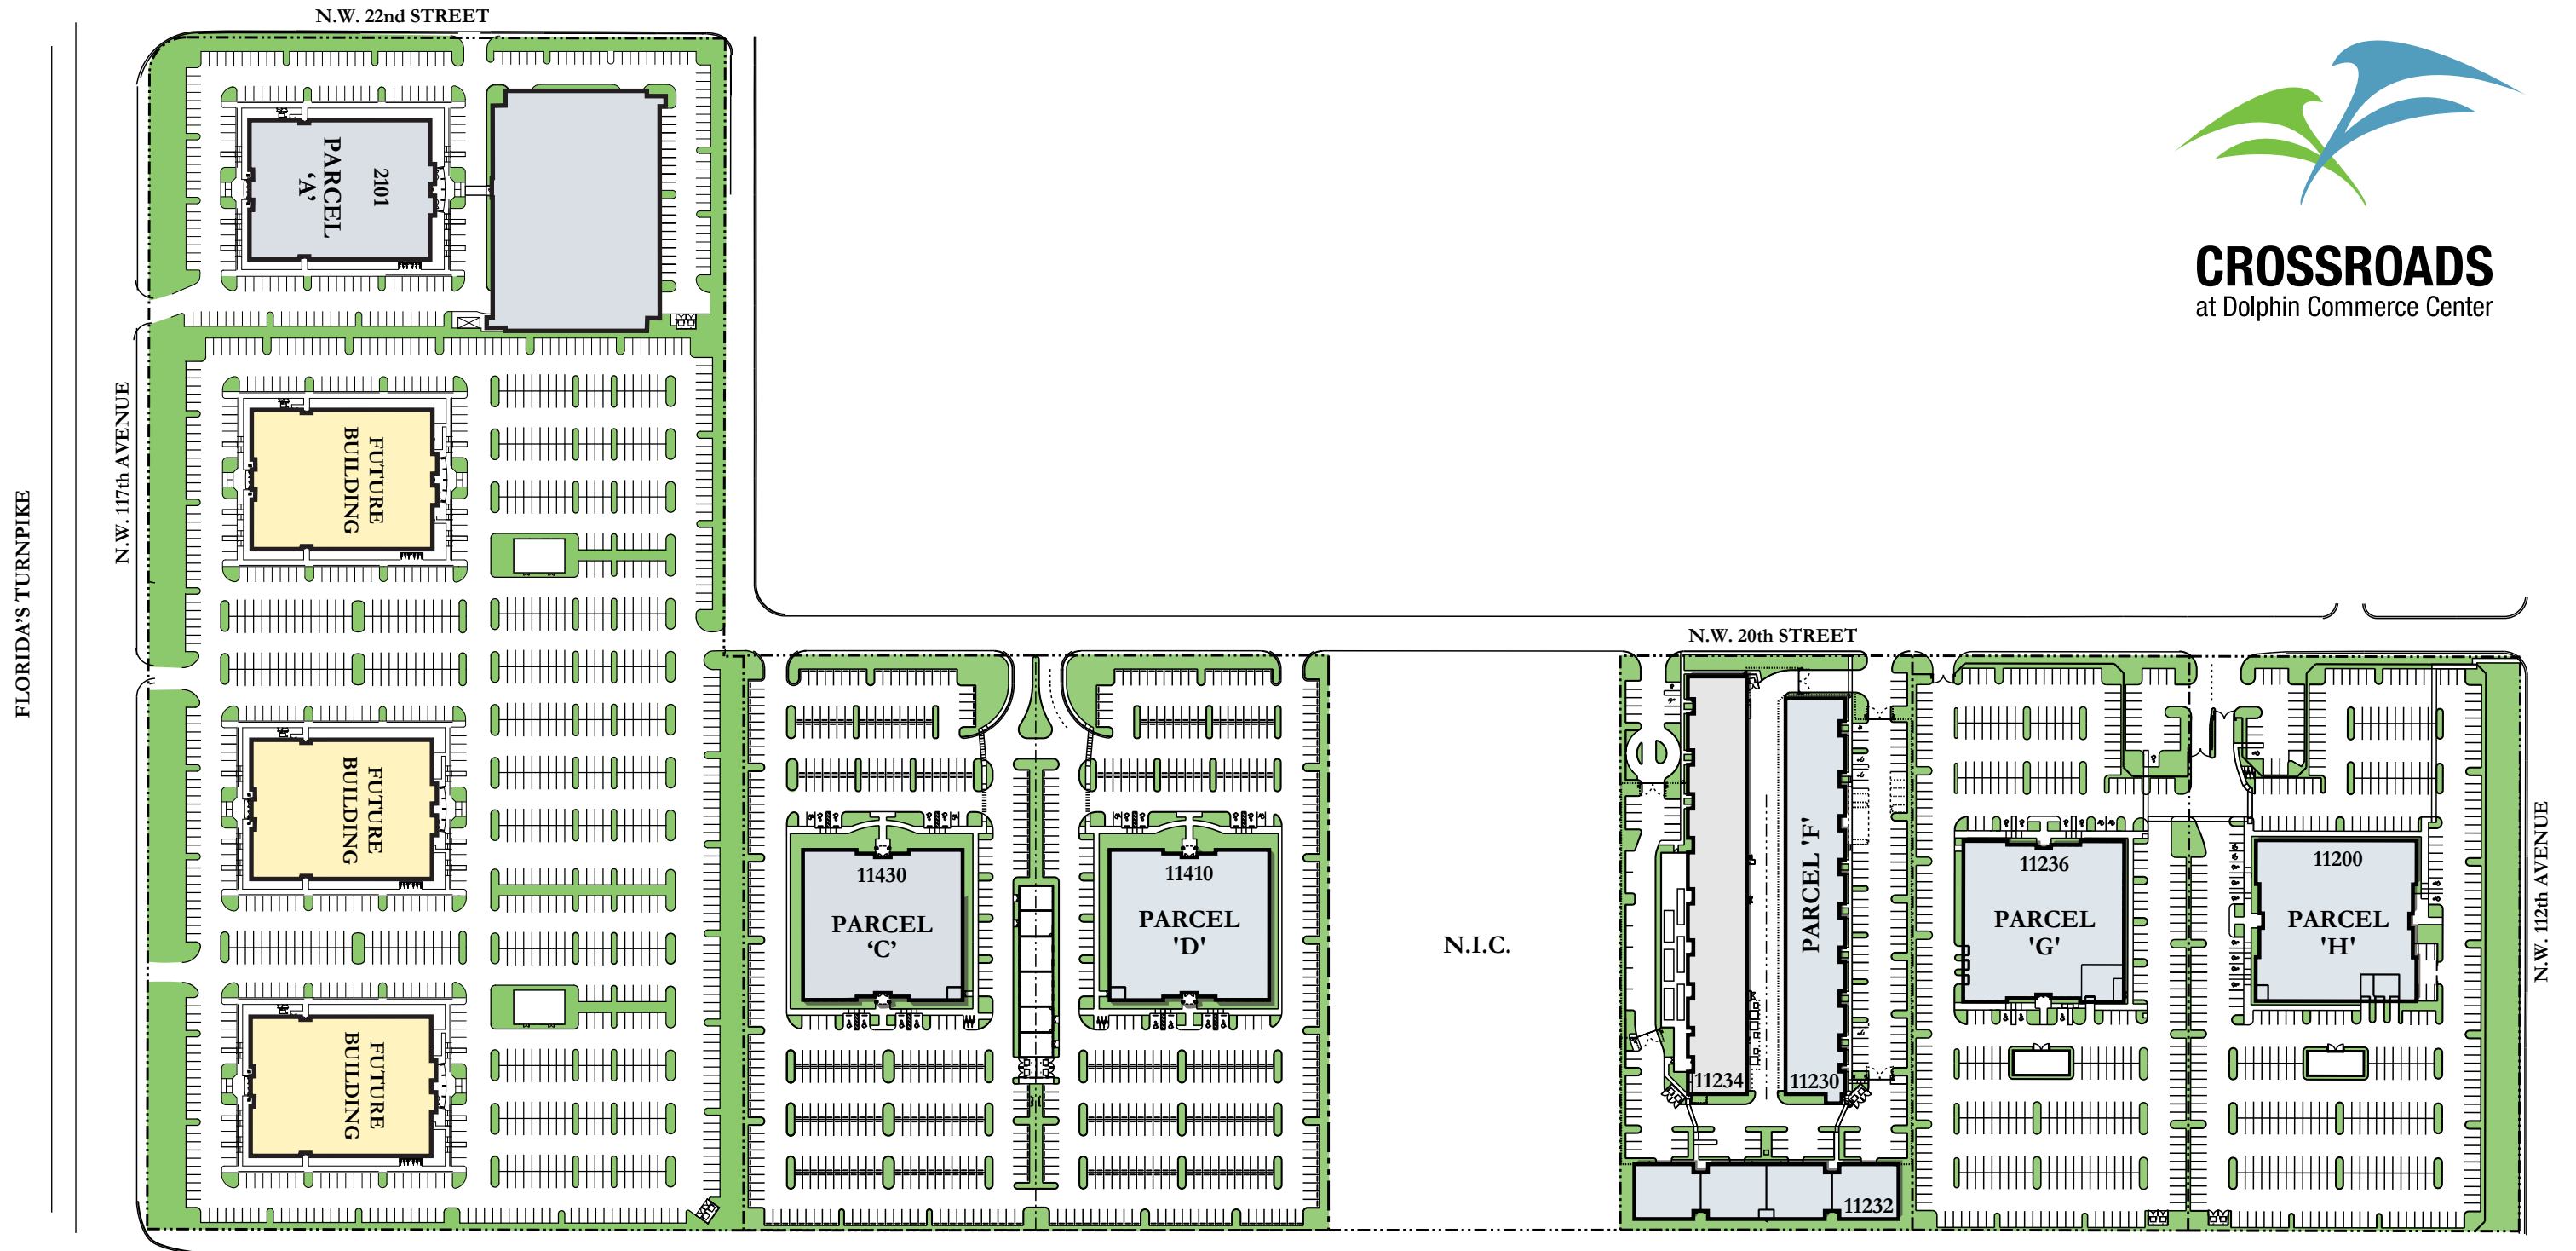 N.W. 22nd STREET
CROSSROADS
at Dolphin Commerce Center
2101
PARCEL
‘A’
FLORIDA'S TURNPIKE
N.W. 117th AVENUE
FUTURE
BUILDING
FUTURE
BUILDING
FUTURE
BUILDING
N.W. 20th STREET
11430
PARCEL
‘C’
11410
PARCEL
'D'
N.I.C.
11234
PARCEL 'F'
11230
11232
11236
PARCEL
'G'
11200
PARCEL
'H'
N.W. 112th AVENUE